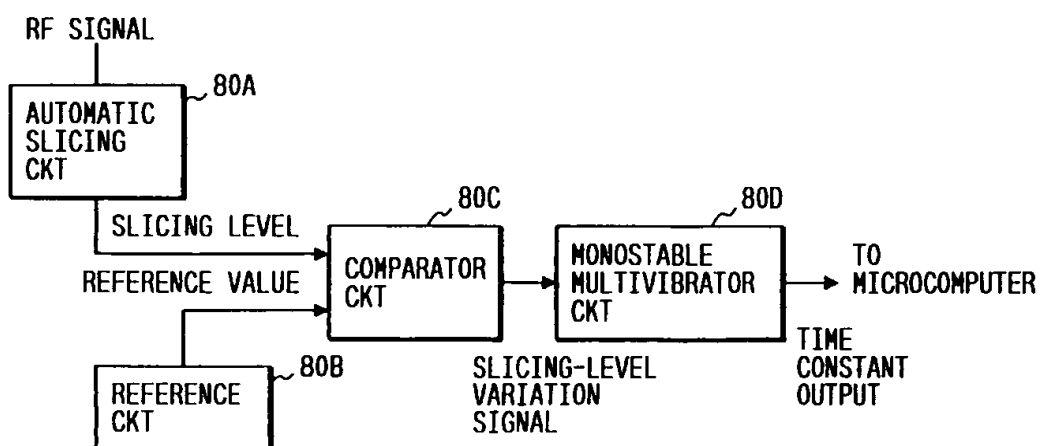 RF SIGNAL
80A
AUTOMATIC
SLICING
CKT
SLICING LEVEL
REFERENCE VALUE
80C
COMPARATOR
CKT
80D
MONOSTABLE
MULTIVIBRATOR
CKT
TO
MICROCOMPUTER
80B
REFERENCE
CKT
SLICING-LEVEL
VARIATION
SIGNAL
TIME
CONSTANT
OUTPUT